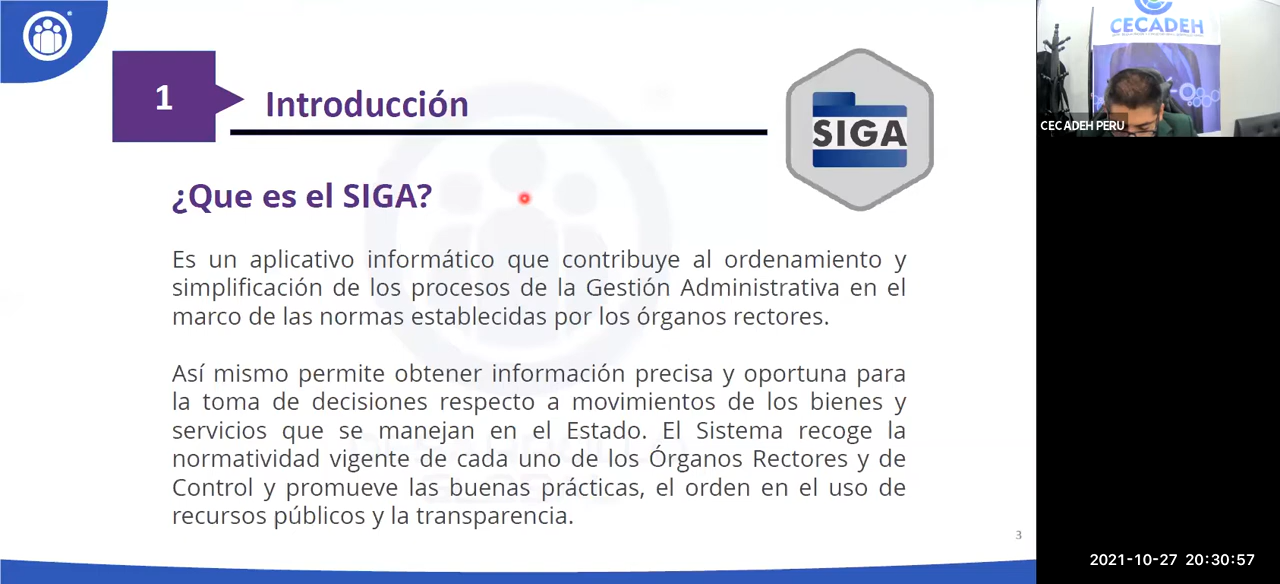 1
Introducción
SIGA
¿Que es el SIGA?
Es un aplicativo informático que contribuye al ordenamiento y
simplificación de los procesos de la Gestión Administrativa en el
marco de las normas establecidas por los órganos rectores.
Así mismo permite obtener información precisa y oportuna para
la toma de decisiones respecto a movimientos de los bienes y
servicios que se manejan en el Estado. El Sistema recoge la
normatividad vigente de cada uno de los Órganos Rectores y de
Control y promueve las buenas prácticas, el orden en el uso de
recursos públicos y la transparencia.
3
CECADEH
CECADEH PERU
2021-10-27 20:30:57